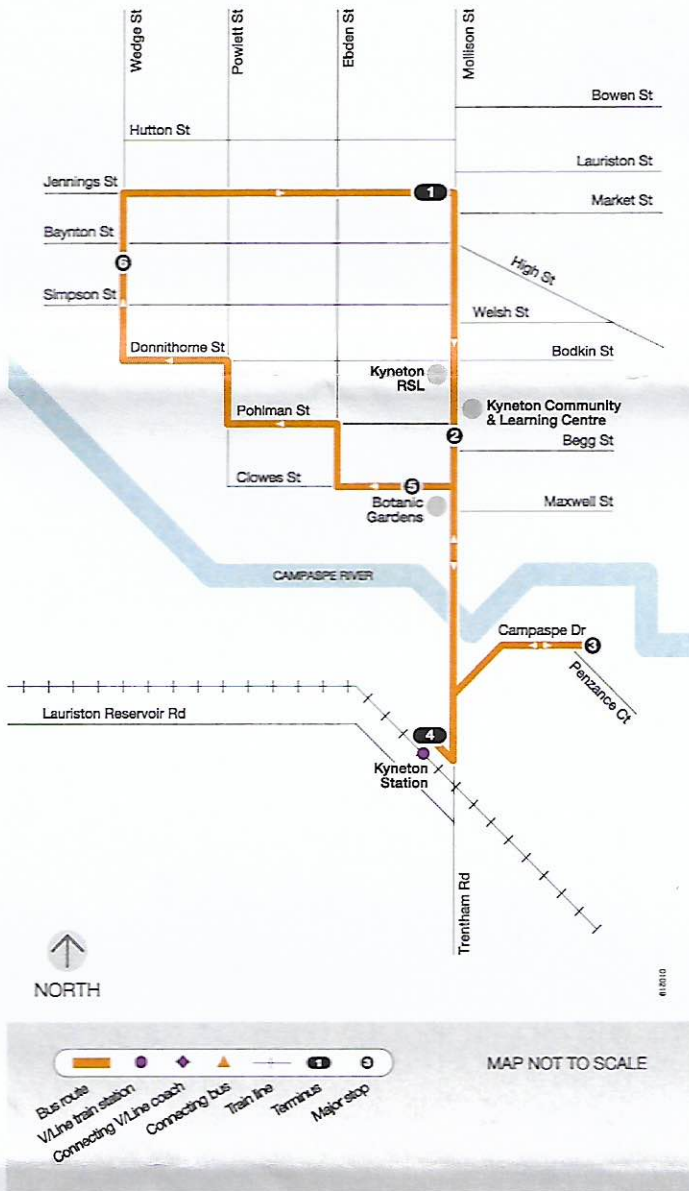 Wedge St
Powlett St
Ebden St
Mollison St
Bowen St
Hutton St
Lauriston St
Jennings St
1
Market St
Baynton St
6
High St
Simpson St
Welsh St
Donnithorne St
Bodkin St
Kyneton
RSL
Pohlman St
Kyneton Community
& Learning Centre
2
Begg St
Clowes St
5
Botanic
Gardens
Maxwell St
CAMPASPE RIVER
Campaspe Dr
3
Penzance Ct
Lauriston Reservoir Rd
4
Kyneton
Station
Trentham Rd
NORTH
612010
1
3
MAP NOT TO SCALE
Bus route
V/Line train station
Connecting V/Line coach
Connecting bus
Train line
Terminus
Major stop